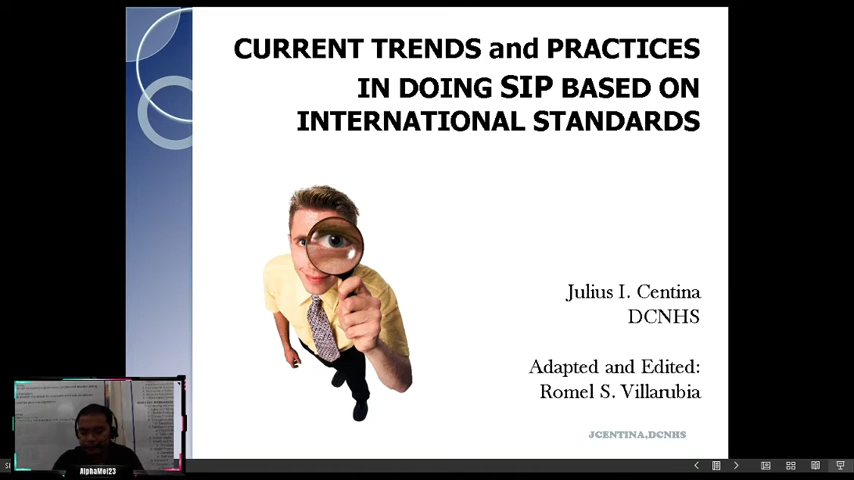 CURRENT TRENDS and PRACTICES
IN DOING SIP BASED ON
INTERNATIONAL STANDARDS
Julius I. Centina
DCNHS
Adapted and Edited:
Romel S. Villarubia
JCENTINA,DCNHS
AlphaMel23